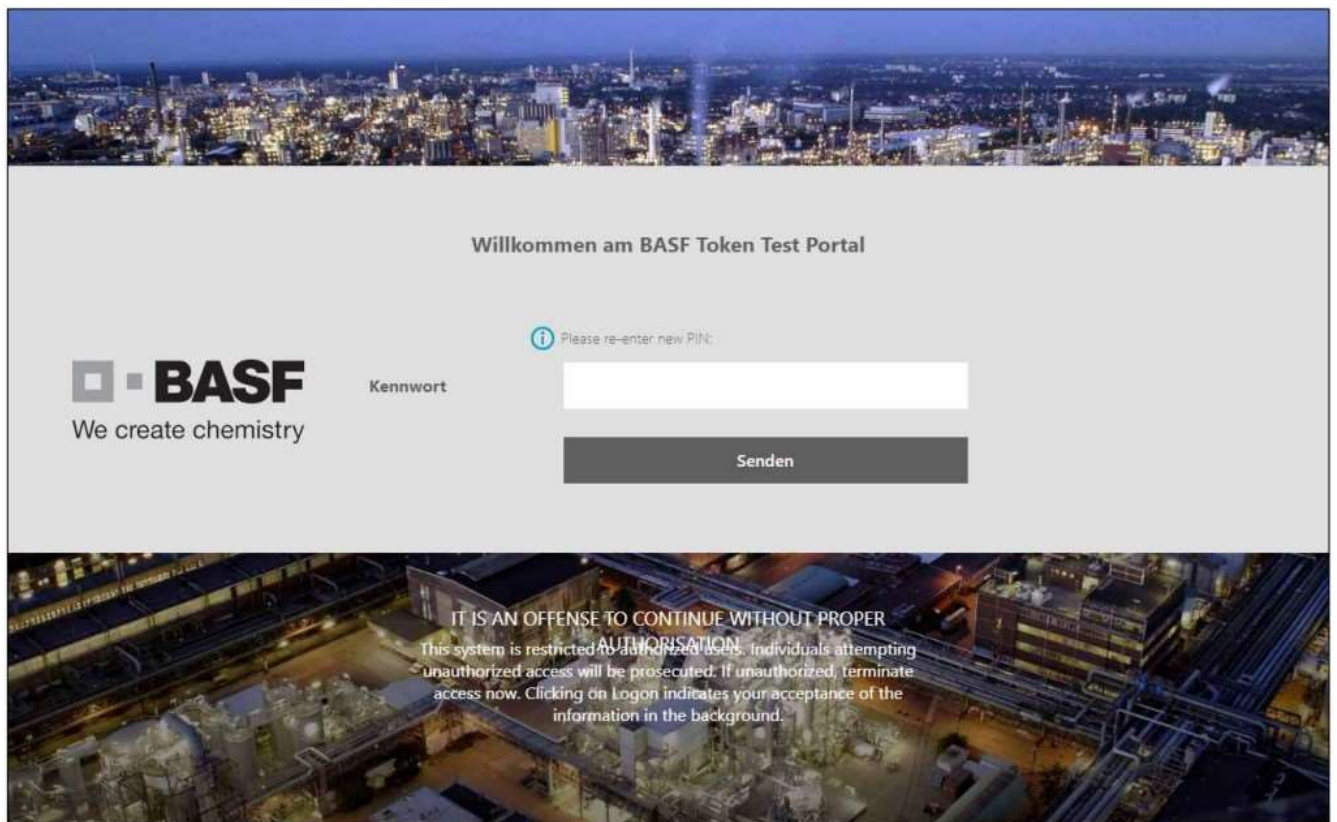 Willkommen am BASF Token Test Portal
Please re-enter new PIN:
BASF
We create chemistry
Kennwort
Senden
IT IS AN OFFENSE TO CONTINUE WITHOUT PROPER
AUTHORISATION
This system is restricted to authorized users. Individuals attempting
unauthorized access will be prosecuted. If unauthorized, terminate
access now. Clicking on Logon indicates your acceptance of the
information in the background.